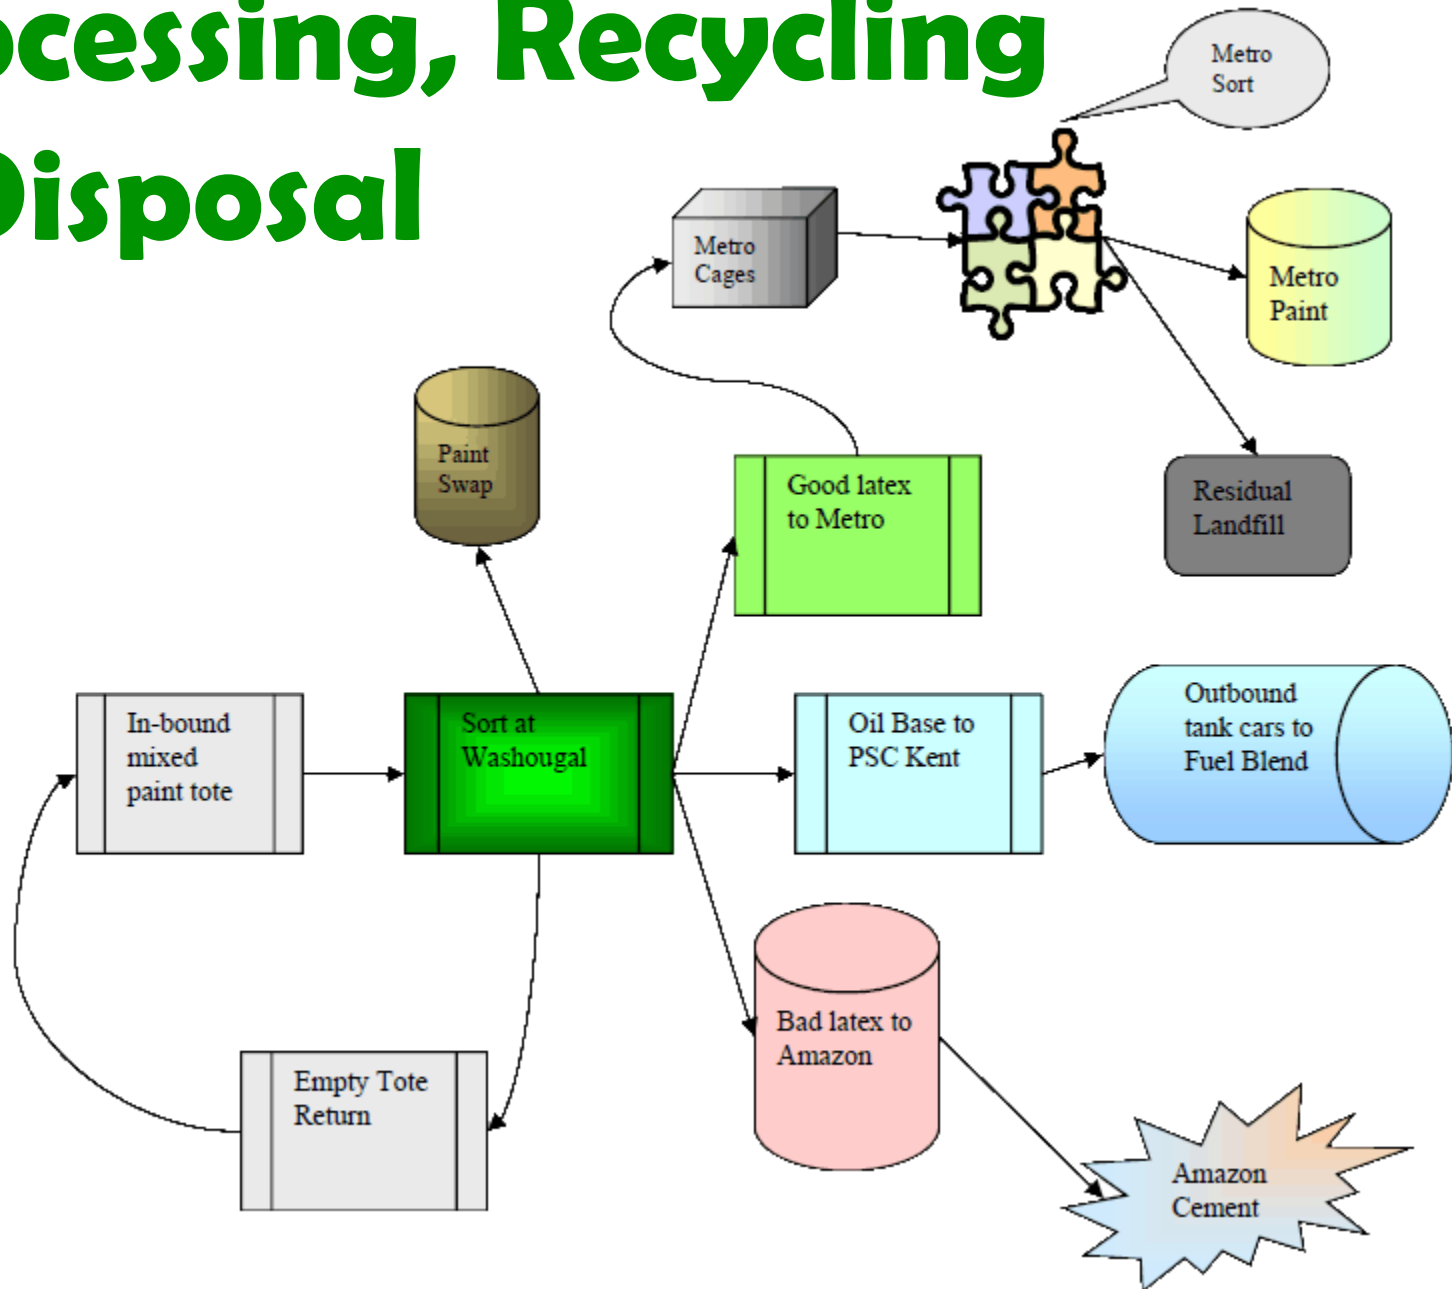 ocessing, Recycling
Disposal
Metro
Sort
Metro
Cages
Metro
Paint
Paint
Swap
Good latex
to Metro
Residual
Landfill
In-bound
mixed
paint tote
Sort at
Washougal
Oil Base to
PSC Kent
Outbound
tank cars to
Fuel Blend
Bad latex to
Amazon
Empty Tote
Return
Amazon
Cement